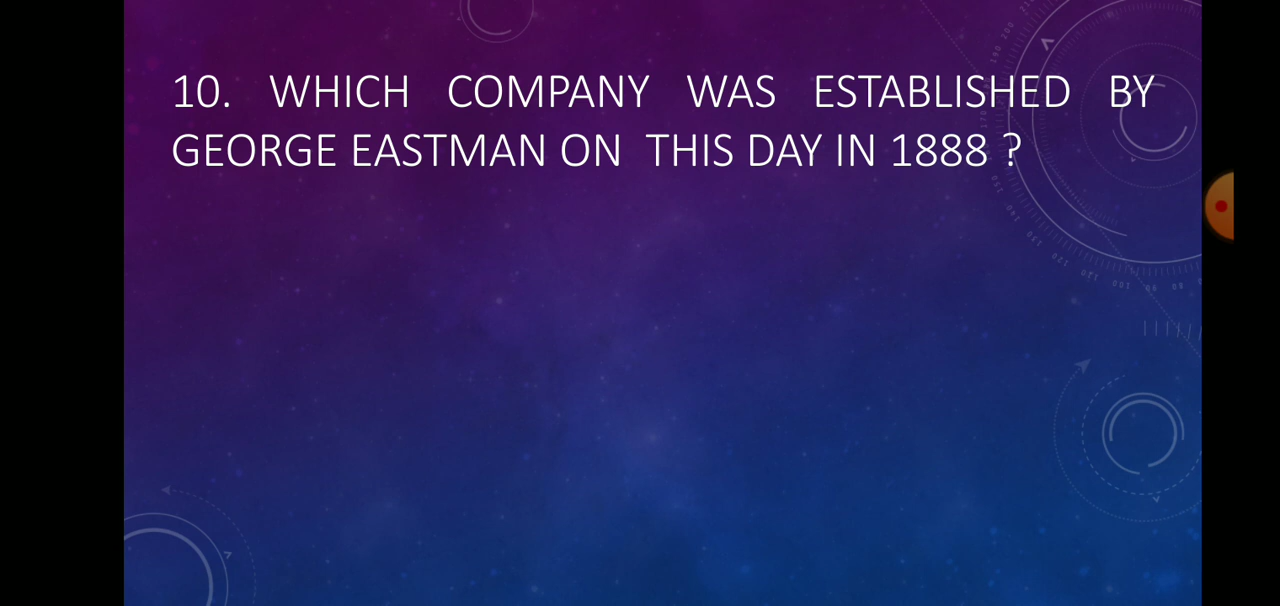 10. WHICH COMPANY WAS ESTABLISHED BY
GEORGE EASTMAN ON THIS DAY IN 1888 ?